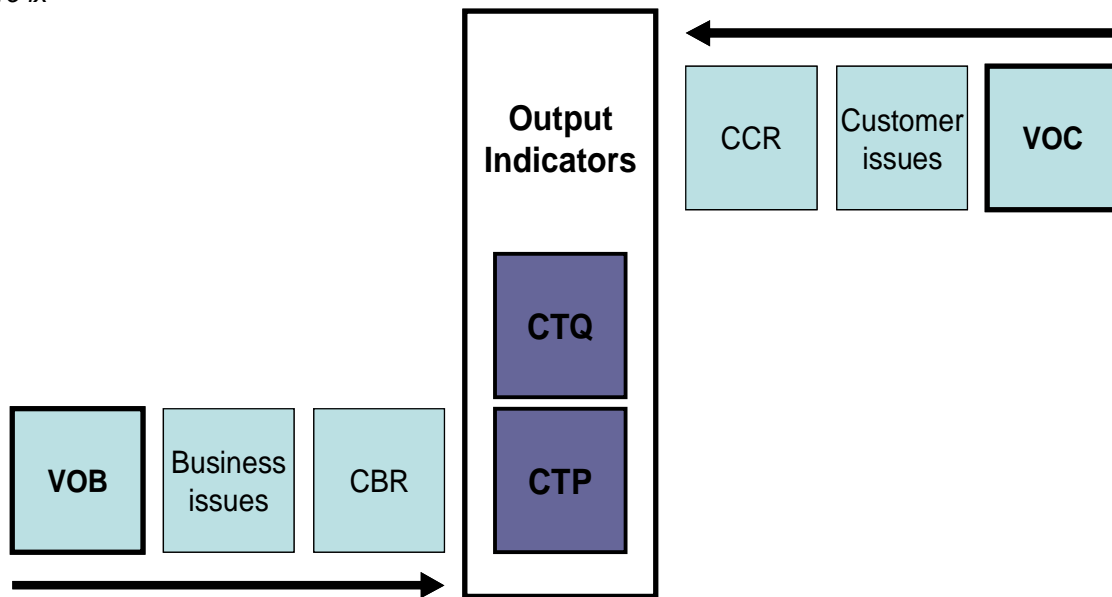 Output
Indicators
CCR
Customer
issues
VOC
CTQ
VOB
Business
issues
CBR
CTP